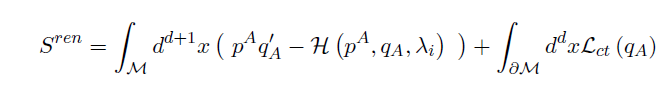 $S^{ren} = \int_{\mathcal{M}} d^{d+1}x \left( p^A q'_A - \mathcal{H}\left(p^A, q_A, \lambda_i\right) \right) + \int_{\partial \mathcal{M}} d^d x \mathcal{L}_{ct}\left(q_A\right)$